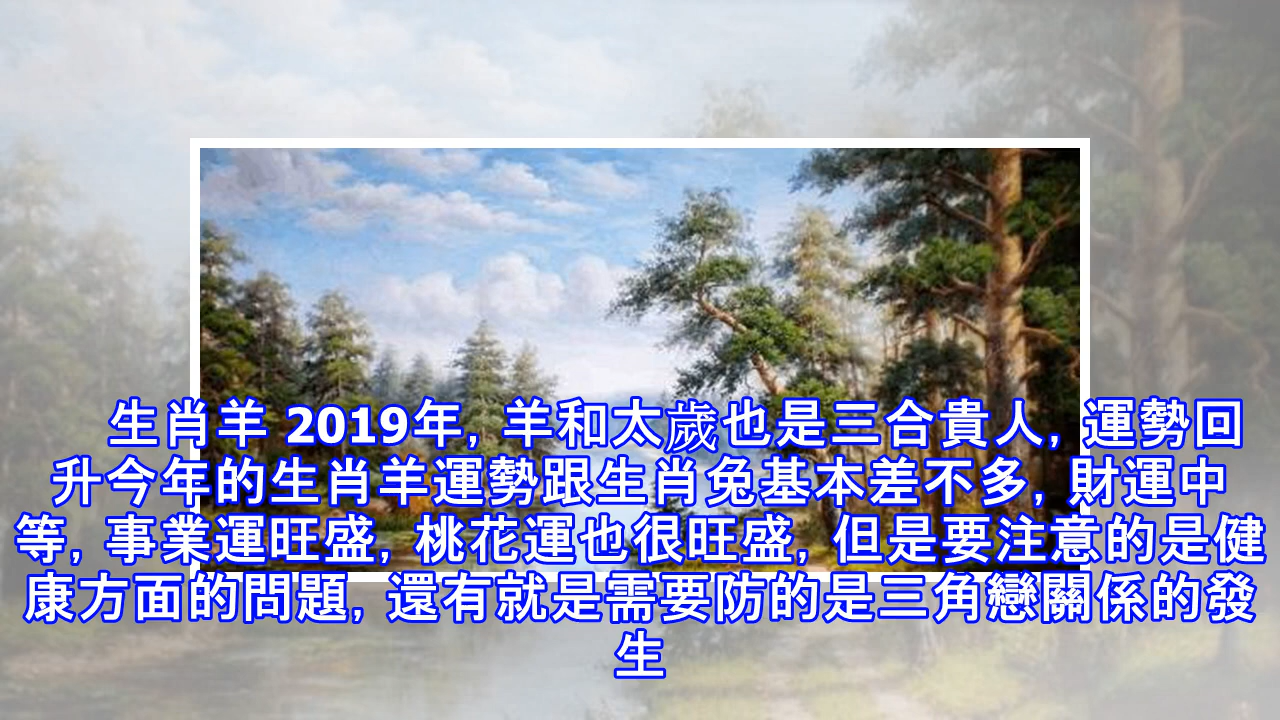 生肖羊 2019年, 羊和太歲也是三合貴人, 運勢回
升今年的生肖羊運勢跟生肖兔基本差不多, 財運中
等, 事業運旺盛, 桃花運也很旺盛, 但是要注意的是健
康方面的問題, 還有就是需要防的是三角戀關係的發
生